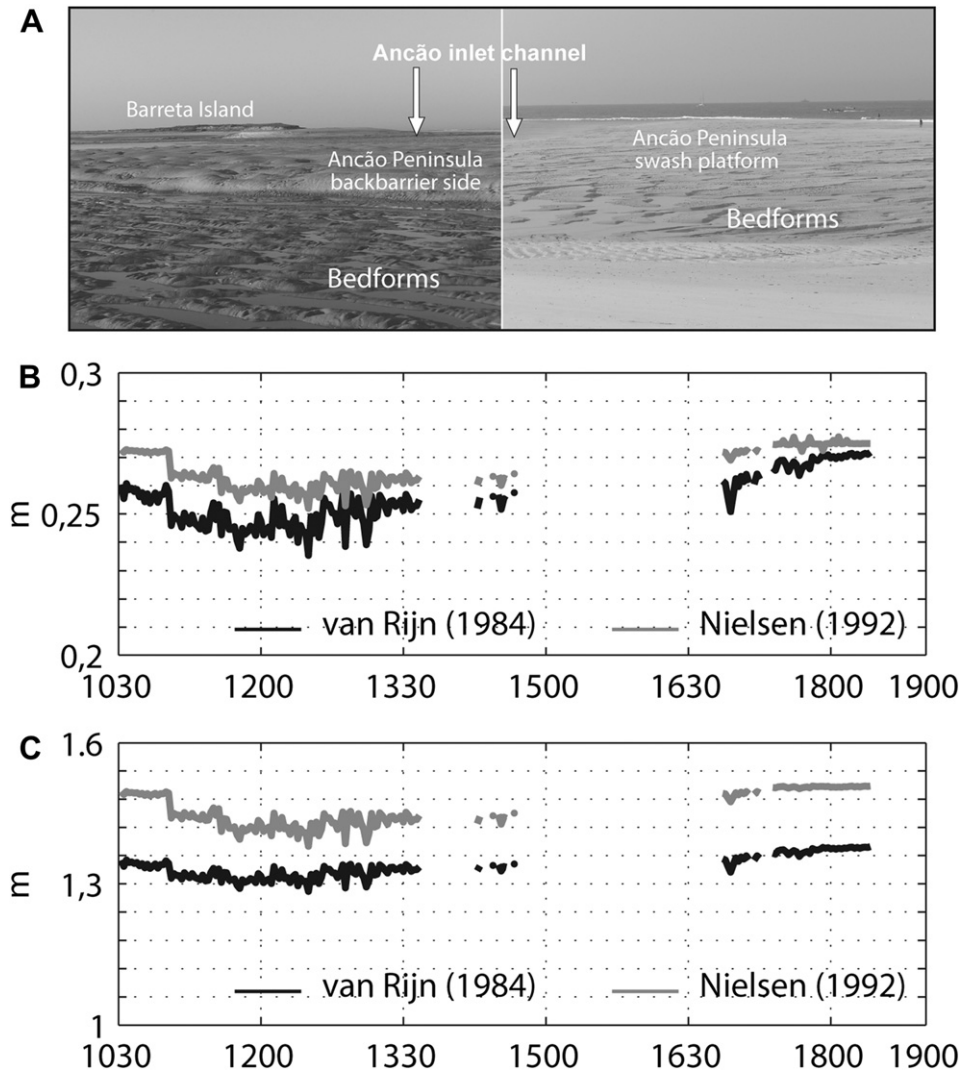 A
Ancão inlet channel
Barreta Island
Ancão Peninsula
backbarrier side
Ancão Peninsula
swash platform
Bedforms
Bedforms
B
0,3
0,25
0,2
m
van Rijn (1984)
Nielsen (1992)
1030 1200 1330 1500 1630 1800 1900
C
1.6
1,3
1
m
van Rijn (1984)
Nielsen (1992)
1030 1200 1330 1500 1630 1800 1900